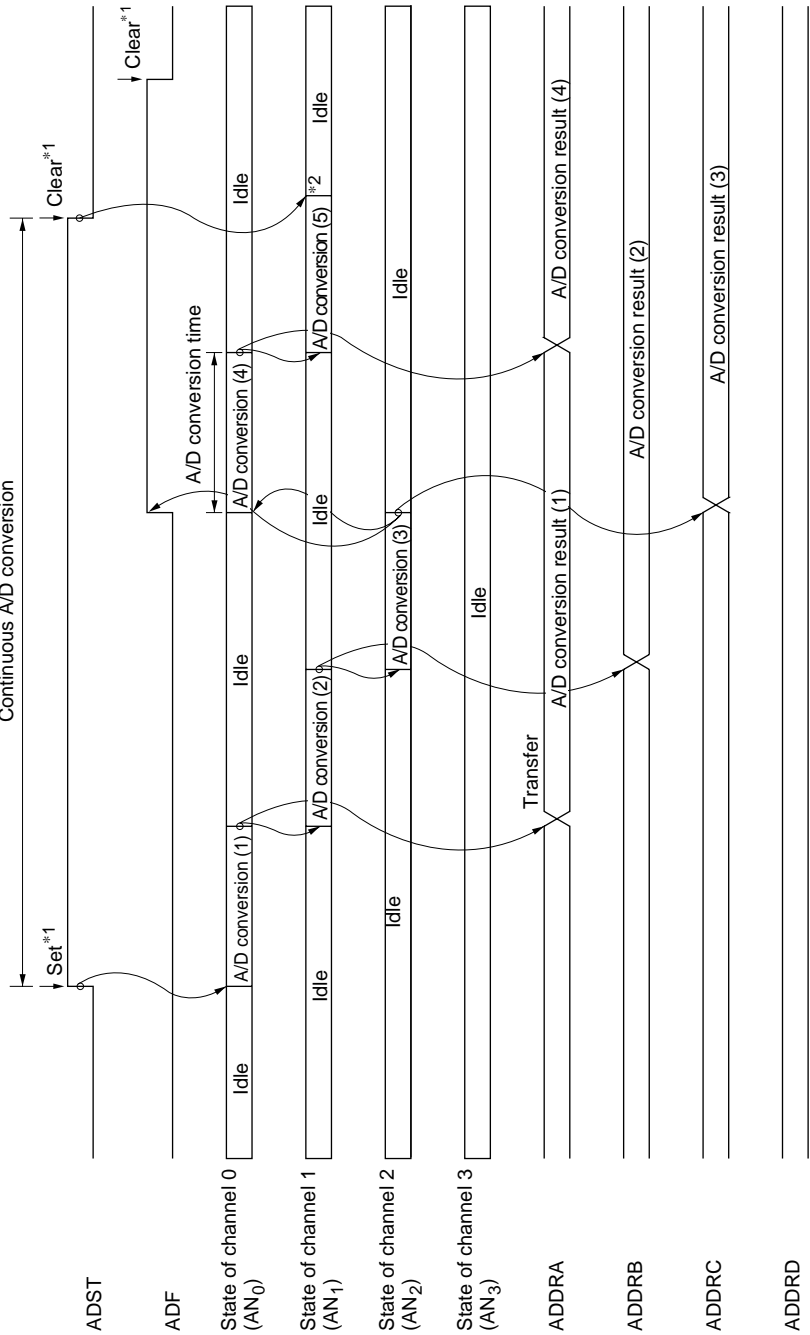 Continuous A/D conversion
Set*1
Clear*1
ADST
Clear*1
ADF
A/D conversion time
State of channel 0
(AN0)
Idle
A/D conversion (1)
Idle
A/D conversion (4)
Idle
State of channel 1
(AN1)
Idle
A/D conversion (2)
Idle
A/D conversion (5)
*2
Idle
State of channel 2
(AN2)
Idle
A/D conversion (3)
Idle
State of channel 3
(AN3)
Idle
Transfer
ADDRA
A/D conversion result (1)
A/D conversion result (4)
ADDRB
A/D conversion result (2)
ADDRC
A/D conversion result (3)
ADDRD